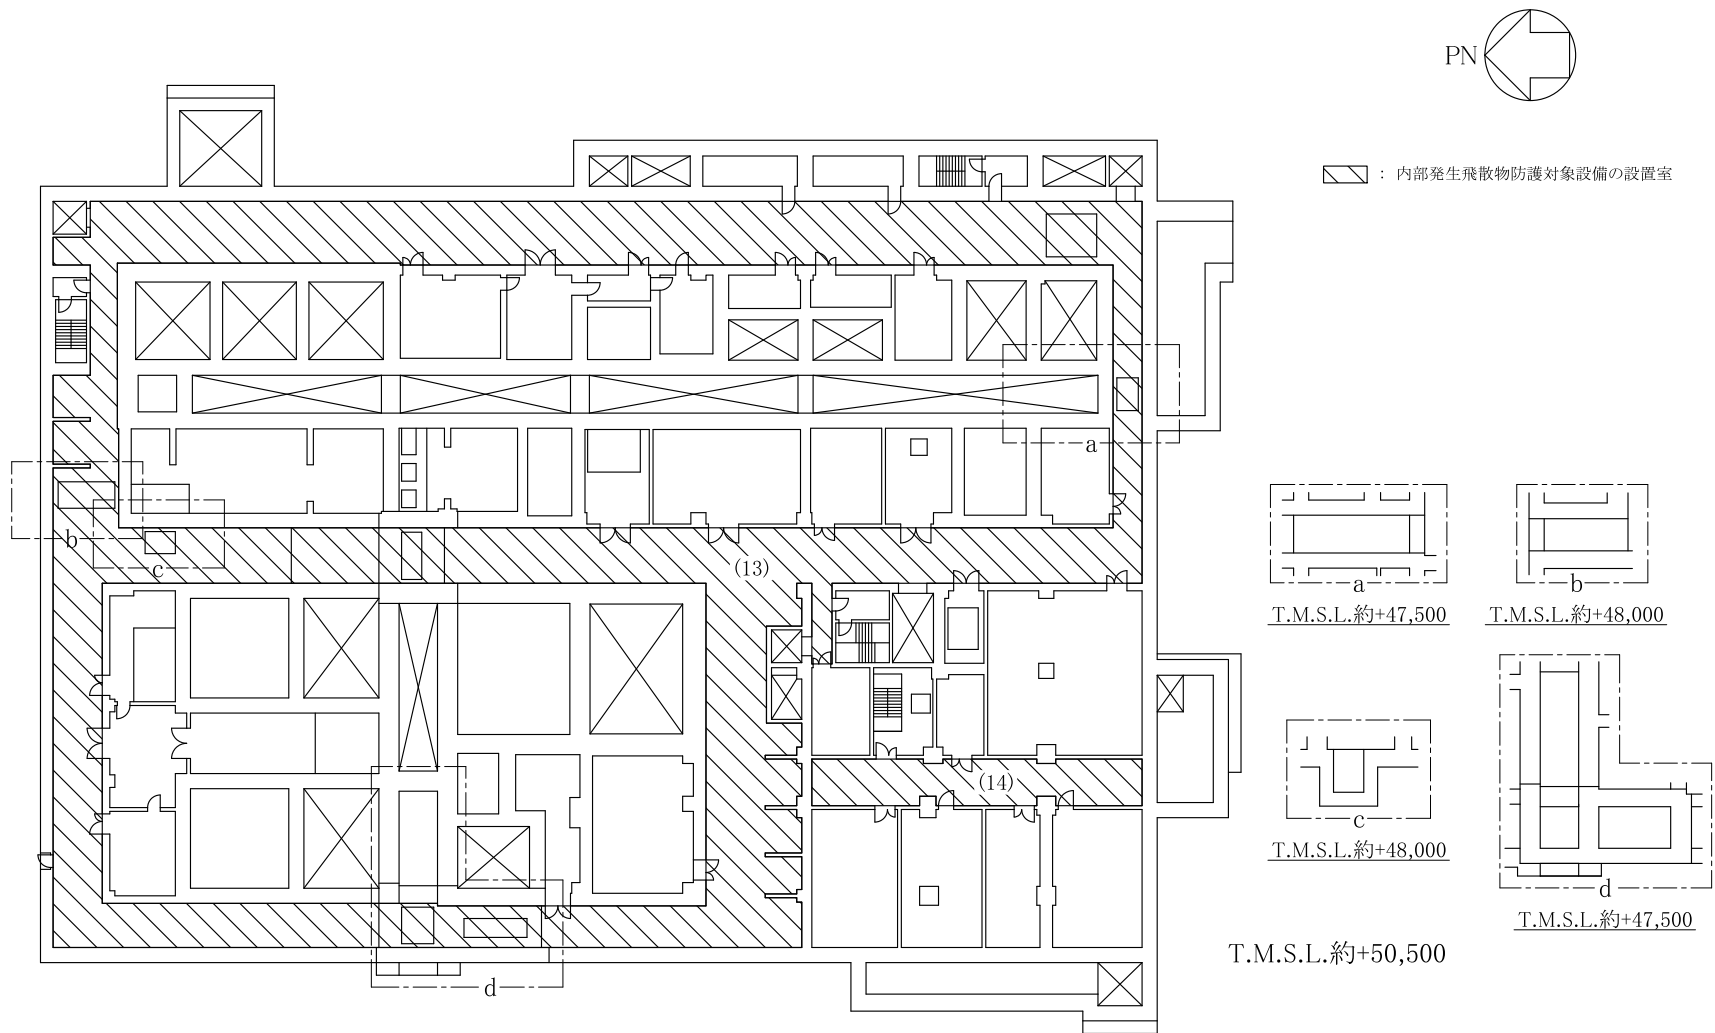 PN
：内部発生飛散物防護対象設備の設置室
a
b
c
(13)
(14)
d
a
T.M.S.L.約+47,500
b
T.M.S.L.約+48,000
c
T.M.S.L.約+48,000
d
T.M.S.L.約+47,500
T.M.S.L.約+50,500